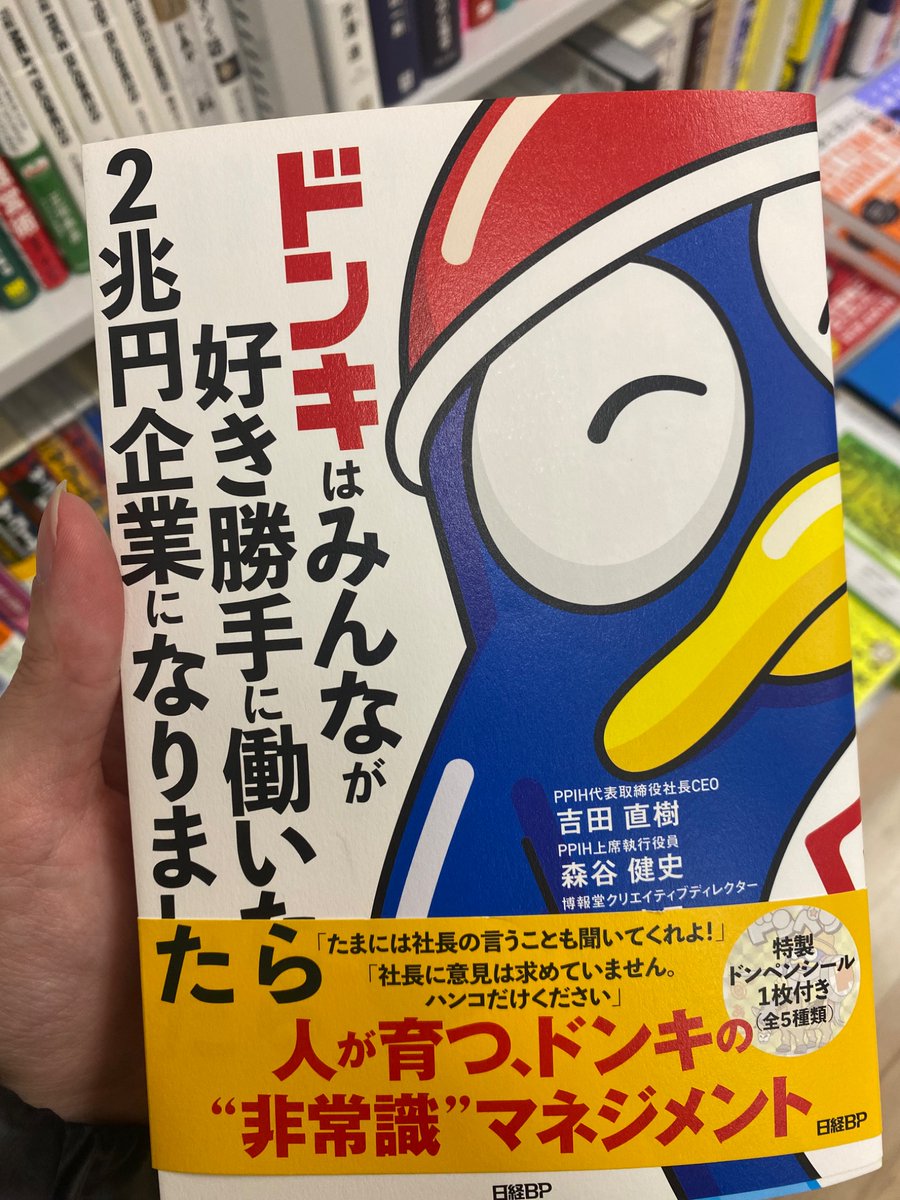 ドンキはみんなが
好き勝手に働いたら
2兆円企業になりました
PPIH代表取締役社長CEO
吉田 直樹
PPIH上席執行役員
森谷 健史
博報堂クリエイティブディレクター
「たまには社長の言うことも聞いてくれよ!」
「社長に意見は求めていません。
ハンコだけください」
人が育つ、ドンキの
“非常識”マネジメント
特製
ドンペンシール
1枚付き
(全5種類)
日経BP
日経BP